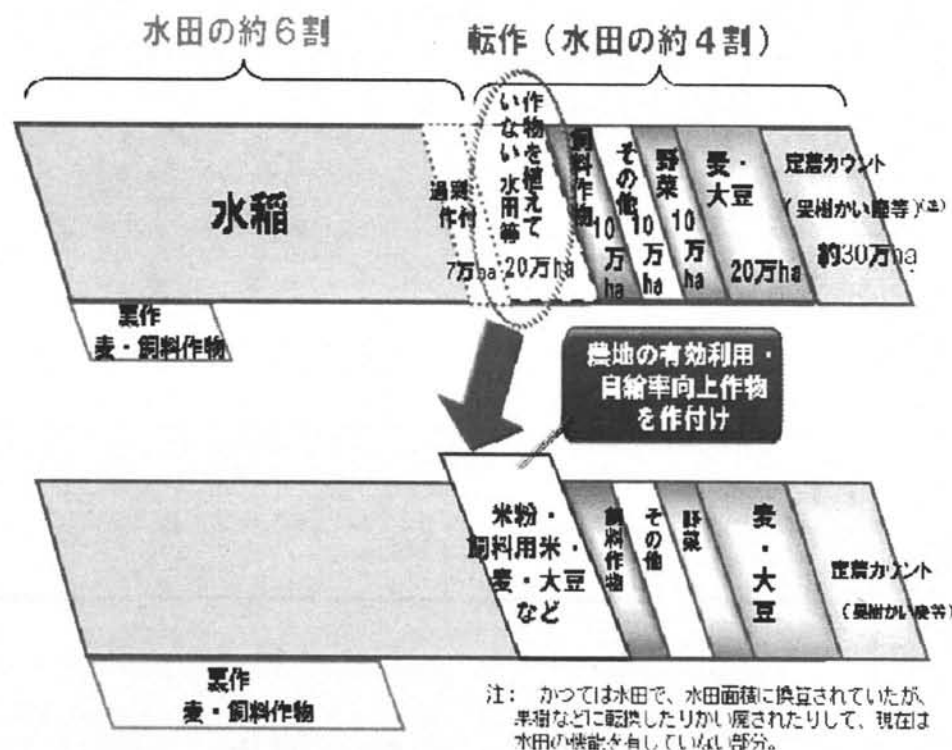 水田の約6割
転作(水田の約4割)
水稲
過剰
作付
7万ha
作物を植えて
いない水田等
20万ha
飼料作物
10万ha
その他
10万ha
野菜
10万ha
麦・
大豆
20万ha
定着カウント
(果樹かい廃等)(注)
約30万ha
裏作
麦・飼料作物
農地の有効利用・
自給率向上作物
を作付け
米粉・
飼料用米・
麦・大豆
など
飼料作物
その他
野菜
麦・大豆
定着カウント
(果樹かい廃等)
裏作
麦・飼料作物
注: かつては水田で、水田面積に換算されていたが、
果樹などに転換したりかい廃されたりして、現在は
水田の機能を有していない部分。